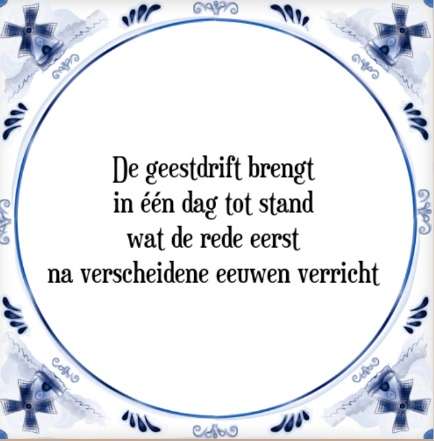 De geestdrift brengt
in één dag tot stand
wat de rede eerst
na verscheidene eeuwen verricht